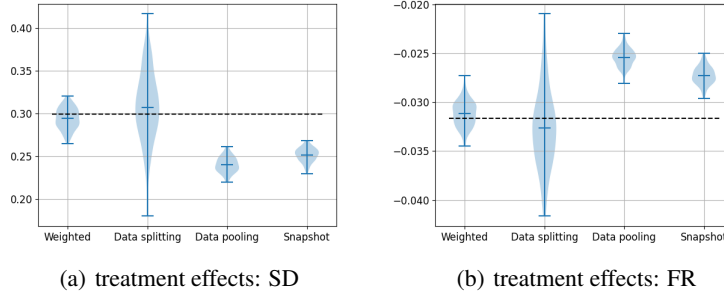 0.40
0.35
0.30
0.25
0.20
Weighted Data splitting Data pooling Snapshot
(a) treatment effects: SD
−0.020
−0.025
−0.030
−0.035
−0.040
Weighted Data splitting Data pooling Snapshot
(b) treatment effects: FR